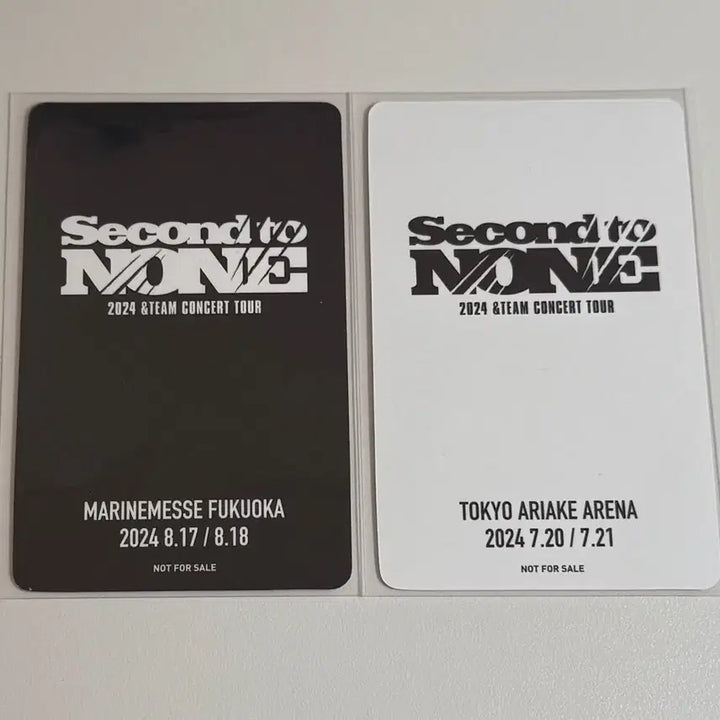 Second to
NONE
2024 &TEAM CONCERT TOUR
MARINEMESSE FUKUOKA
2024 8.17 / 8.18
NOT FOR SALE
Second to
NONE
2024 &TEAM CONCERT TOUR
TOKYO ARIAKE ARENA
2024 7.20 / 7.21
NOT FOR SALE